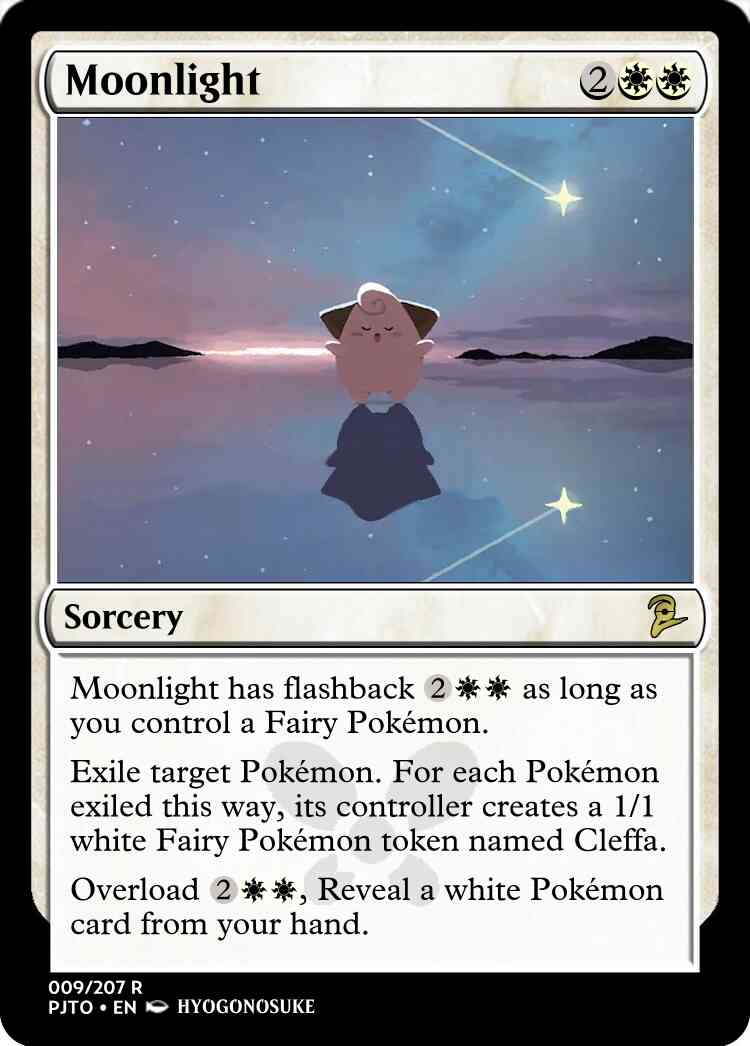 Moonlight 2
Sorcery
Moonlight has flashback 2 as long as
you control a Fairy Pokémon.
Exile target Pokémon. For each Pokémon
exiled this way, its controller creates a 1/1
white Fairy Pokémon token named Cleffa.
Overload 2, Reveal a white Pokémon
card from your hand.
009/207 R
PJTO • EN HYOGONOSUKE